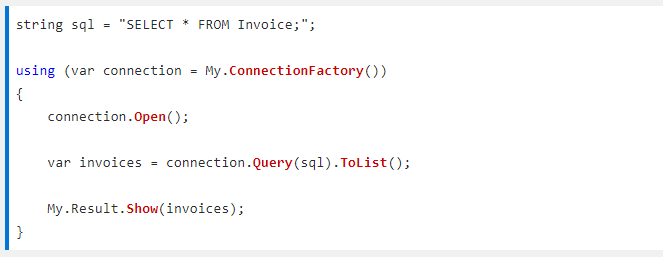 string sql = "SELECT * FROM Invoice;";
using (var connection = My.ConnectionFactory())
{
    connection.Open();
    var invoices = connection.Query(sql).ToList();
    My.Result.Show(invoices);
}